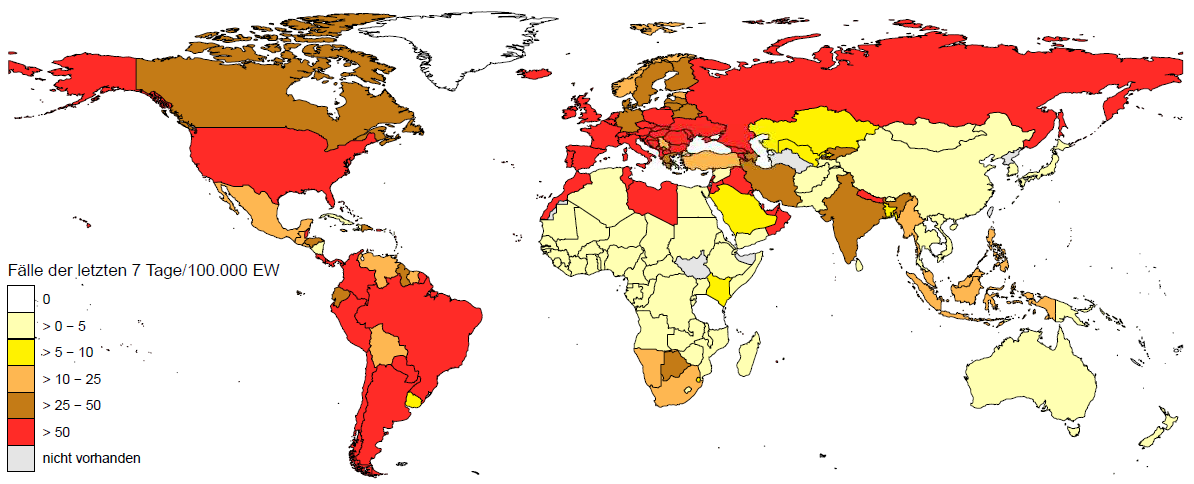 Fälle der letzten 7 Tage/100.000 EW
0
> 0 – 5
> 5 – 10
> 10 – 25
> 25 – 50
> 50
nicht vorhanden